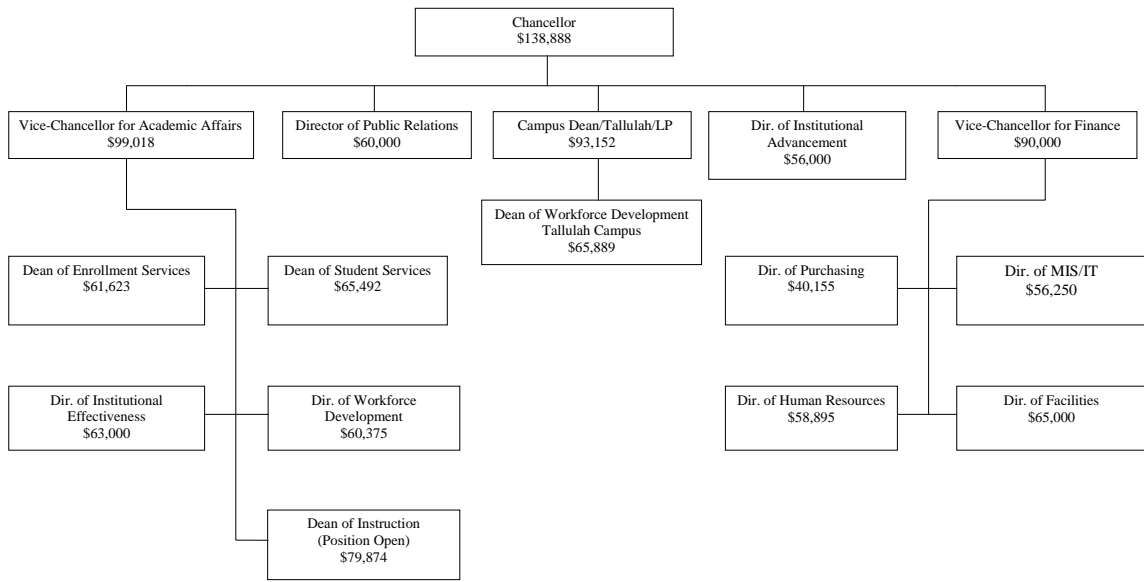 Chancellor
$138,888
Vice-Chancellor for Academic Affairs
$99,018
Director of Public Relations
$60,000
Campus Dean/Tallulah/LP
$93,152
Dir. of Institutional
Advancement
$56,000
Vice-Chancellor for Finance
$90,000
Dean of Workforce Development
Tallulah Campus
$65,889
Dean of Enrollment Services
$61,623
Dean of Student Services
$65,492
Dir. of Purchasing
$40,155
Dir. of MIS/IT
$56,250
Dir. of Institutional
Effectiveness
$63,000
Dir. of Workforce
Development
$60,375
Dir. of Human Resources
$58,895
Dir. of Facilities
$65,000
Dean of Instruction
(Position Open)
$79,874